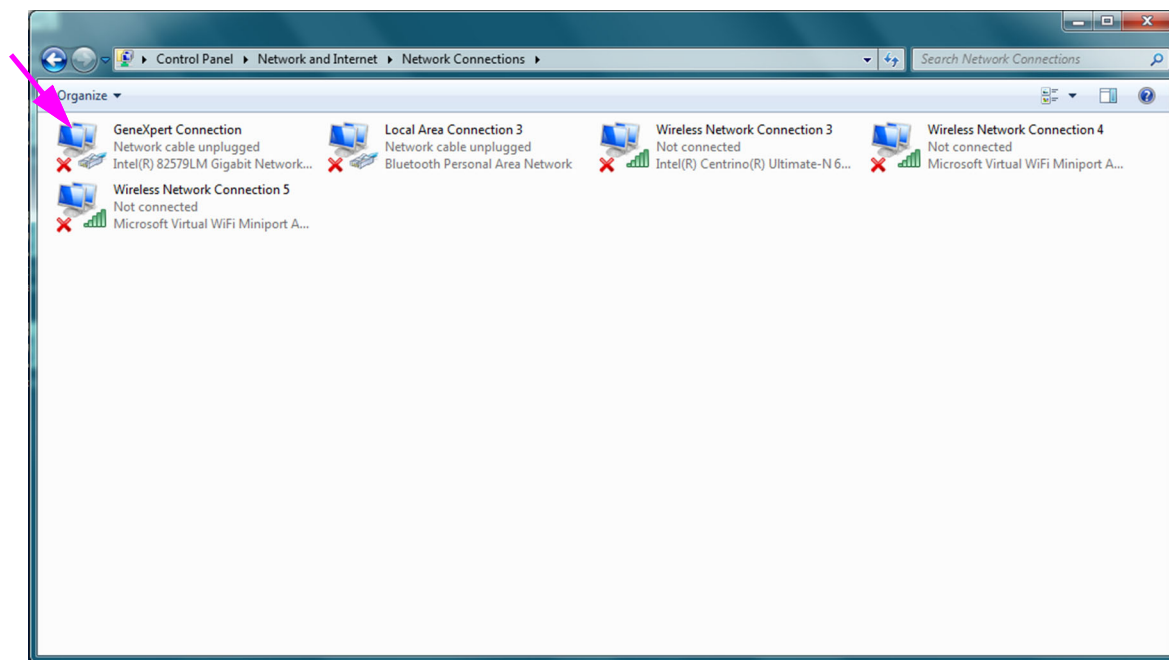 Control Panel Network and Internet Network Connections
Search Network Connections
Organize
GeneXpert Connection
Network cable unplugged
Intel(R) 82579LM Gigabit Network...
Local Area Connection 3
Network cable unplugged
Bluetooth Personal Area Network
Wireless Network Connection 3
Not connected
Intel(R) Centrino(R) Ultimate-N 6...
Wireless Network Connection 4
Not connected
Microsoft Virtual WiFi Miniport A...
Wireless Network Connection 5
Not connected
Microsoft Virtual WiFi Miniport A...